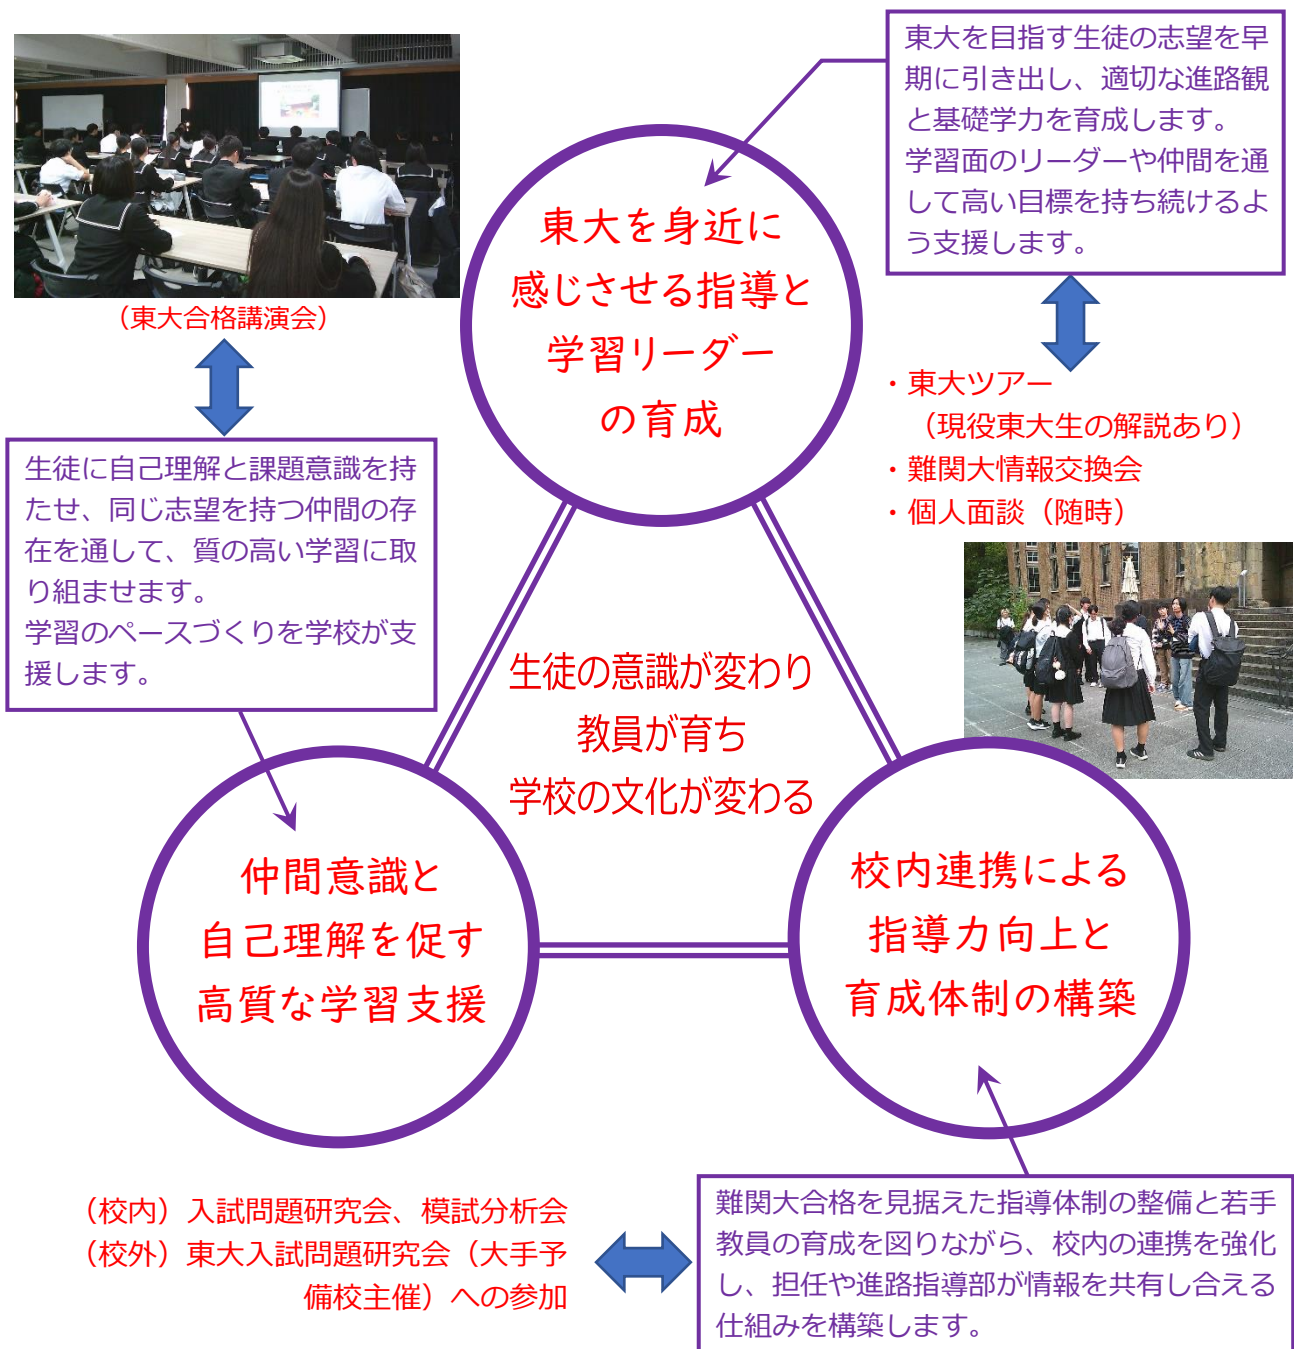 東大を目指す生徒の志望を早
期に引き出し、適切な進路観
と基礎学力を育成します。
学習面のリーダーや仲間を通
して高い目標を持ち続けるよ
う支援します。
東大を身近に
感じさせる指導と
学習リーダー
の育成
（東大合格講演会）
・東大ツアー
（現役東大生の解説あり）
・難関大情報交換会
・個人面談（随時）
生徒に自己理解と課題意識を持
たせ、同じ志望を持つ仲間の存
在を通して、質の高い学習に取
り組ませます。
学習のペースづくりを学校が支
援します。
生徒の意識が変わり
教員が育ち
学校の文化が変わる
仲間意識と
自己理解を促す
高質な学習支援
校内連携による
指導力向上と
育成体制の構築
（校内）入試問題研究会、模試分析会
（校外）東大入試問題研究会（大手予
備校主催）への参加
難関大合格を見据えた指導体制の整備と若手
教員の育成を図りながら、校内の連携を強化
し、担任や進路指導部が情報を共有し合える
仕組みを構築します。